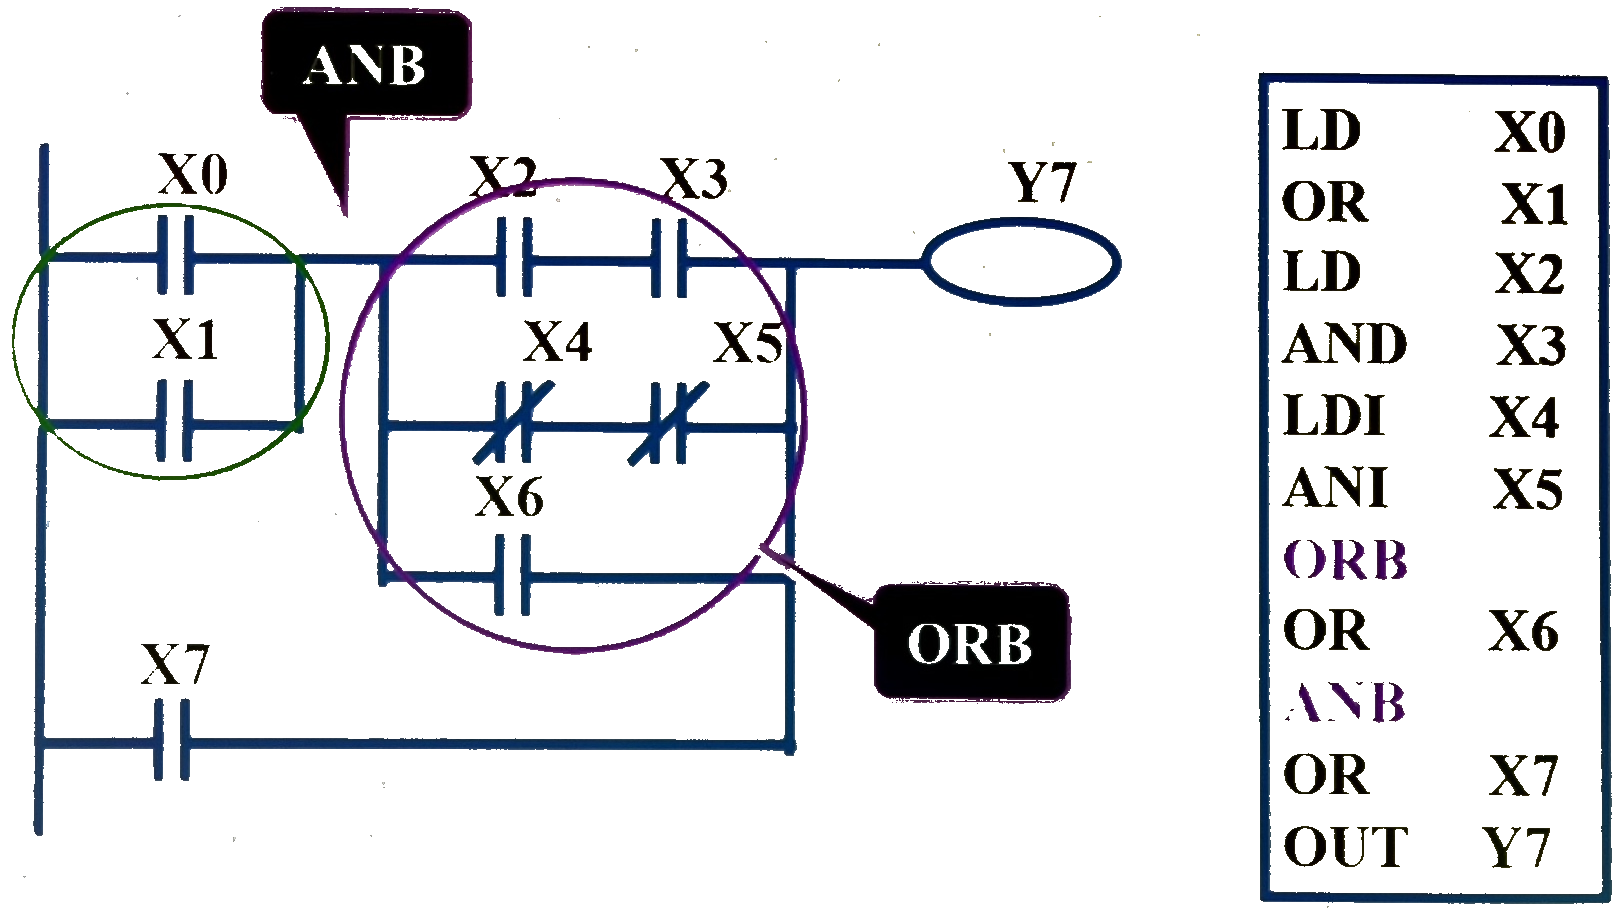 ANB
X0
X2
X3
Y7
X1
X4
X5
X6
ORB
X7
LD X0
OR X1
LD X2
AND X3
LDI X4
ANI X5
ORB
OR X6
ANB
OR X7
OUT Y7